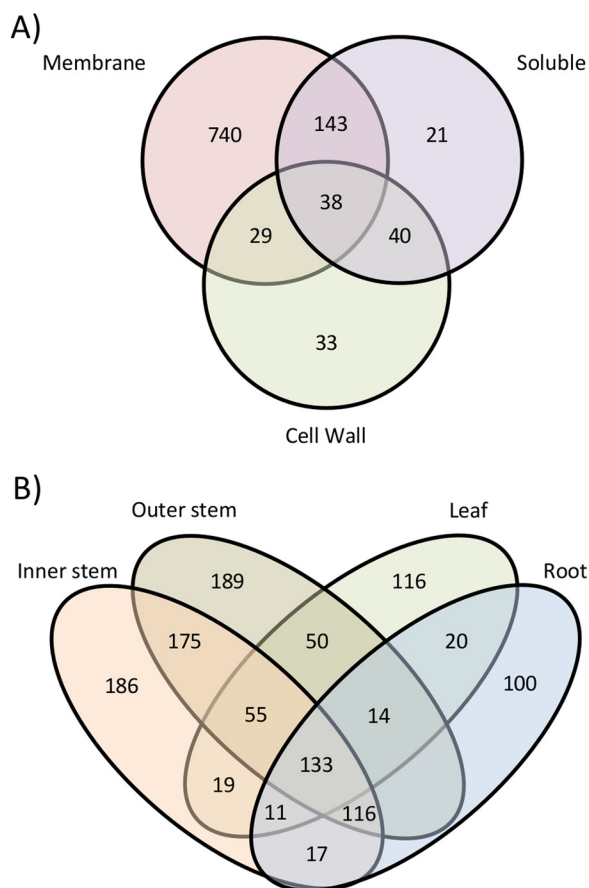 A)
Membrane
Soluble
740
143
21
38
29
40
33
Cell Wall
B)
Outer stem
Leaf
Inner stem
Root
189
116
175
50
20
186
100
55
14
133
19
11
116
17